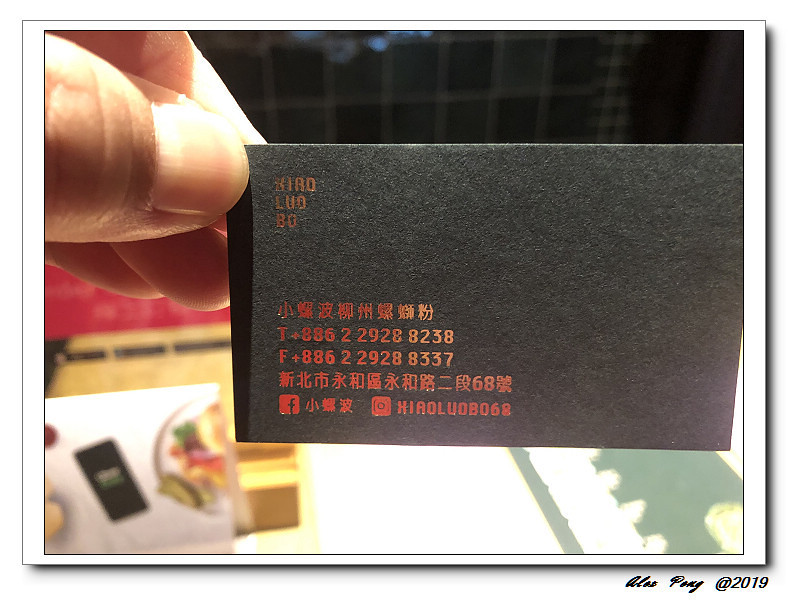 XIAO
LUO
BO
小螺波柳州螺螄粉
T+886 2 2928 8238
F+886 2 2928 8337
新北市永和區永和路二段68號
小螺波 XIAOLUOBO68
Alex Peng @2019